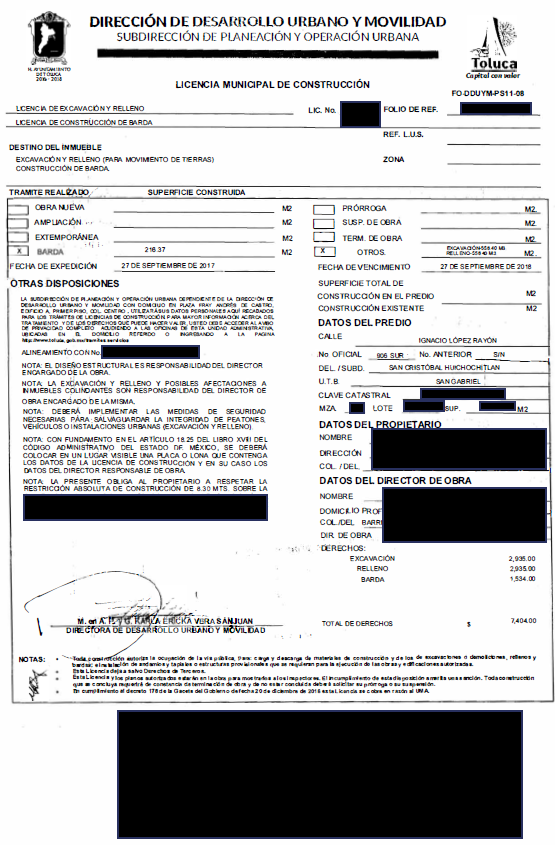 DIRECCIÓN DE DESARROLLO URBANO Y MOVILIDAD
SUBDIRECCIÓN DE PLANEACIÓN Y OPERACIÓN URBANA
H. AYUNTAMIENTO
DE TOLUCA
2016 - 2018
Toluca
Capital con valor
LICENCIA MUNICIPAL DE CONSTRUCCIÓN
FO-DDUYM-PS11-08
LICENCIA DE EXCAVACIÓN Y RELLENO
LIC. No.
FOLIO DE REF.
LICENCIA DE CONSTRUCCIÓN DE BARDA
REF. L.U.S.
DESTINO DEL INMUEBLE
EXCAVACIÓN Y RELLENO (PARA MOVIMIENTO DE TIERRAS)
CONSTRUCCIÓN DE BARDA.
ZONA
TRAMITE REALIZADO SUPERFICIE CONSTRUIDA
OBRA NUEVA M2
AMPLIACIÓN M2
EXTEMPORÁNEA M2
X BARDA 216.37 M2
FECHA DE EXPEDICIÓN 27 DE SEPTIEMBRE DE 2017
PRÓRROGA M2
SUSP. DE OBRA M2
TERM. DE OBRA M2
X OTROS. EXCAVACIÓN-556.40 M3
RELLENO-556.40 M3 M2
FECHA DE VENCIMIENTO 27 DE SEPTIEMBRE DE 2018
OTRAS DISPOSICIONES
LA SUBDIRECCIÓN DE PLANEACIÓN Y OPERACIÓN URBANA DEPENDIENTE DE LA DIRECCIÓN DE
DESARROLLO URBANO Y MOVILIDAD CON DOMICILIO EN PLAZA FRAY ANDRÉS DE CASTRO,
EDIFICIO A, PRIMER PISO, COL. CENTRO, UTILIZARÁ SUS DATOS PERSONALES AQUÍ RECABADOS
PARA LOS TRÁMITES DE LICENCIAS DE CONSTRUCCIÓN PARA MAYOR INFORMACIÓN ACERCA DEL
TRATAMIENTO Y DE LOS DERECHOS QUE PUEDE HACER VALER, USTED DEBE ACCEDER AL AVISO
DE PRIVACIDAD COMPLETO ACUDIENDO A LAS OFICINAS DE ESTA UNIDAD ADMINISTRATIVA,
UBICADAS EN EL DOMICILIO REFERIDO O INGRESANDO A LA PAGINA
http://www.toluca.gob.mx/tramites-servicios
ALINEAMIENTO CON No.
NOTA: EL DISEÑO ESTRUCTURAL ES RESPONSABILIDAD DEL DIRECTOR
ENCARGADO DE LA OBRA.
NOTA: LA EXCAVACIÓN Y RELLENO Y POSIBLES AFECTACIONES A
INMUEBLES COLINDANTES SON RESPONSABILIDAD DEL DIRECTOR DE
OBRA ENCARGADO DE LA MISMA.
NOTA: DEBERÁ IMPLEMENTAR LAS MEDIDAS DE SEGURIDAD
NECESARIAS PARA SALVAGUARDAR LA INTEGRIDAD DE PEATONES,
VEHÍCULOS O INSTALACIONES URBANAS (EXCAVACIÓN Y RELLENO).
NOTA: CON FUNDAMENTO EN EL ARTÍCULO 18.25 DEL LIBRO XVIII DEL
CÓDIGO ADMINISTRATIVO DEL ESTADO DE MÉXICO, SE DEBERÁ
COLOCAR EN UN LUGAR VISIBLE UNA PLACA O LONA QUE CONTENGA
LOS DATOS DE LA LICENCIA DE CONSTRUCCIÓN Y EN SU CASO LOS
DATOS DEL DIRECTOR RESPONSABLE DE OBRA.
NOTA: LA PRESENTE OBLIGA AL PROPIETARIO A RESPETAR LA
RESTRICCIÓN ABSOLUTA DE CONSTRUCCIÓN DE 8.30 MTS. SOBRE LA
SUPERFICIE TOTAL DE
CONSTRUCCIÓN EN EL PREDIO M2
CONSTRUCCIÓN EXISTENTE M2
DATOS DEL PREDIO
CALLE IGNACIO LÓPEZ RAYÓN
No OFICIAL 806 SUR No. ANTERIOR S/N
DEL. / SUBD. SAN CRISTÓBAL HUICHOCHITLAN
U.T.B. SAN GABRIEL
CLAVE CATASTRAL
MZA. LOTE SUP. M2
DATOS DEL PROPIETARIO
NOMBRE
DIRECCIÓN
COL. / DEL.
DATOS DEL DIRECTOR DE OBRA
NOMBRE
DOMICILIO PROF
COL./DEL. BARRI
DIR. DE OBRA
DERECHOS:
EXCAVACIÓN 2,935.00
RELLENO 2,935.00
BARDA 1,534.00
M. en A. P. y G. KARLA ERICKA VERA SANJUAN
DIRECTORA DE DESARROLLO URBANO Y MOVILIDAD
TOTAL DE DERECHOS $ 7,404.00
NOTAS:
Toda construcción autoriza la ocupación de la vía pública, para: carga y descarga de materiales de construcción y de los de excavaciones o demoliciones, rellenos y
bardas; el instalación de andamios y tapiales o estructuras provisionales que se requieran para la ejecución de las obras y edificaciones autorizadas.
Esta Licencia deja a salvo Derechos de Terceros.
Esta Licencia y los planos autorizados estarán en la obra para mostrarlos a los inspectores. El incumplimiento de esta disposición amerita una sanción. Toda construcción
que se concluya requerirá de constancia de terminación de obra y de no estar concluida deberá solicitar su prórroga o su suspensión.
En cumplimiento al decreto 178 de la Gaceta del Gobierno de fecha 20 de diciembre de 2016 esta Licencia se cobra en razón al UMA.